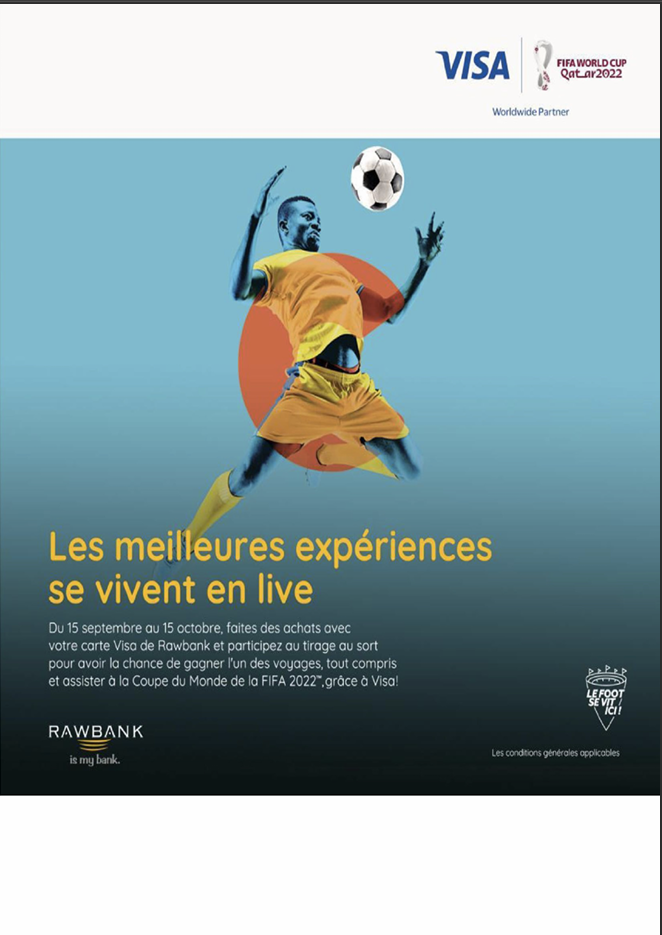 VISA
FIFA WORLD CUP
Qatar2022
Worldwide Partner
Les meilleures expériences
se vivent en live
Du 15 septembre au 15 octobre, faites des achats avec
votre carte Visa de Rawbank et participez au tirage au sort
pour avoir la chance de gagner l'un des voyages, tout compris
et assister à la Coupe du Monde de la FIFA 2022™,grâce à Visa!
LE FOOT
SE VIT
ICI!
RAWBANK
is my bank.
Les conditions générales applicables